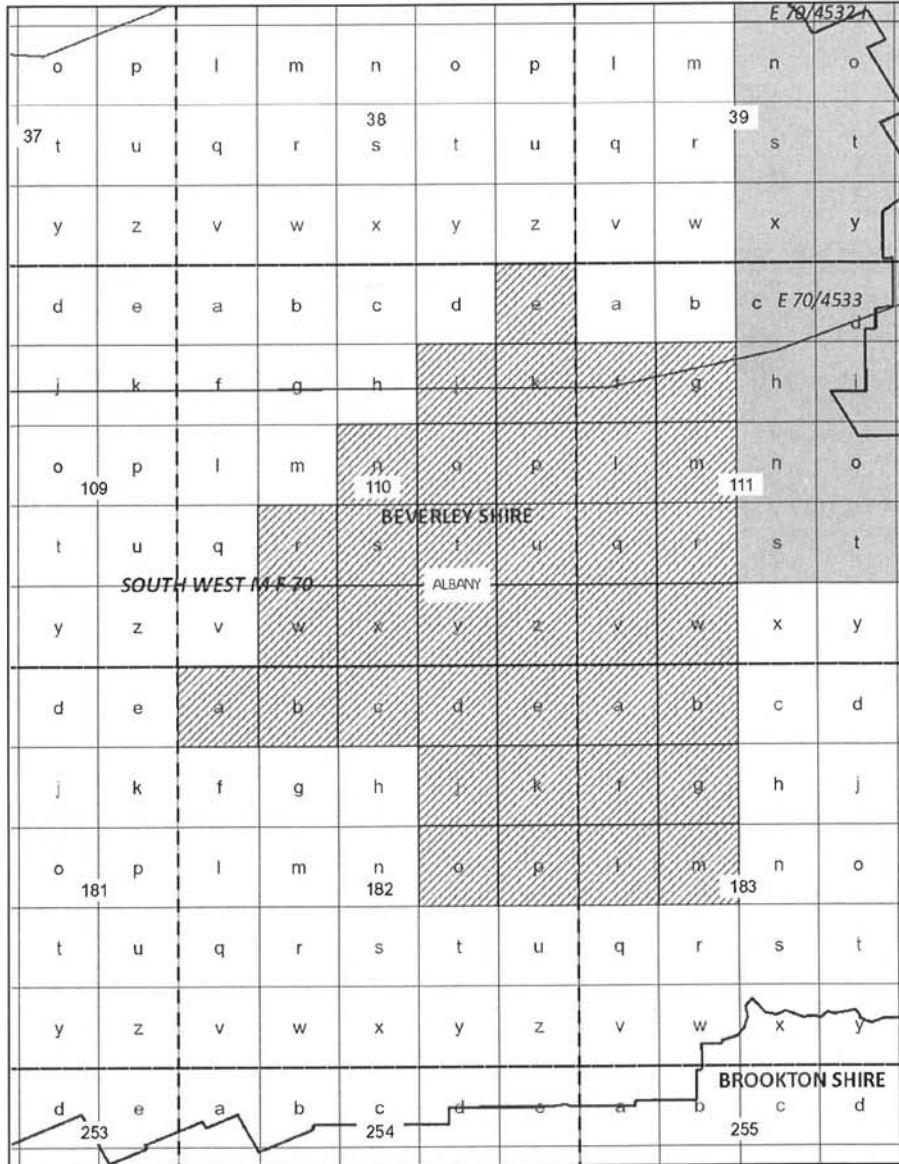 E 70/4532-I
o p l m n o p l m n o
38 39
37
t u q r s t u q r s t
y z v w x y z v w x y
d e a b c d e a b c E 70/4533 d
j k f g h j k f g h j
o p l m n o p l m n o
109 110 111
BEVERLEY SHIRE
t u q r s t u q r s t
SOUTH WEST M F 70 ALBANY
y z v w x y z v w x y
d e a b c d e a b c d
j k f g h j k f g h j
o p l m n o p l m n o
181 182 183
t u q r s t u q r s t
y z v w x y z v w x y
BROOKTON SHIRE
d e a b c d e a b c d
253 254 255